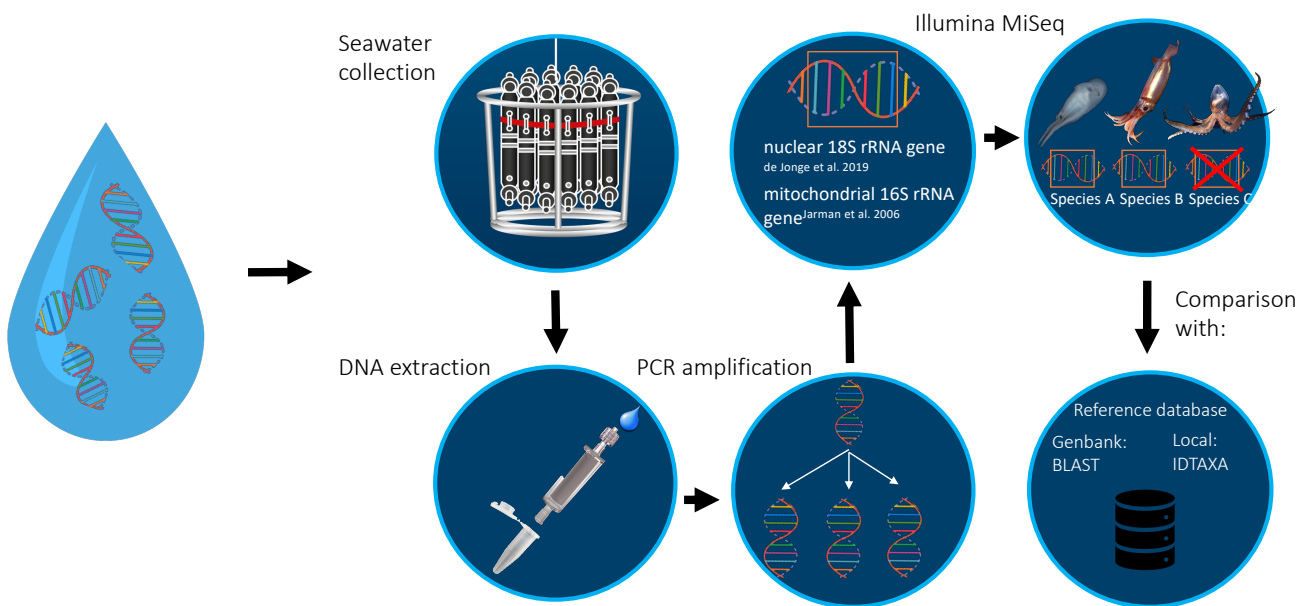 Seawater
collection
DNA extraction
PCR amplification
nuclear 18S rRNA gene
de Jonge et al. 2019
mitochondrial 16S rRNA
gene Jarman et al. 2006
Illumina MiSeq
Species A Species B Species C
Comparison
with:
Reference database
Genbank: Local:
BLAST IDTAXA